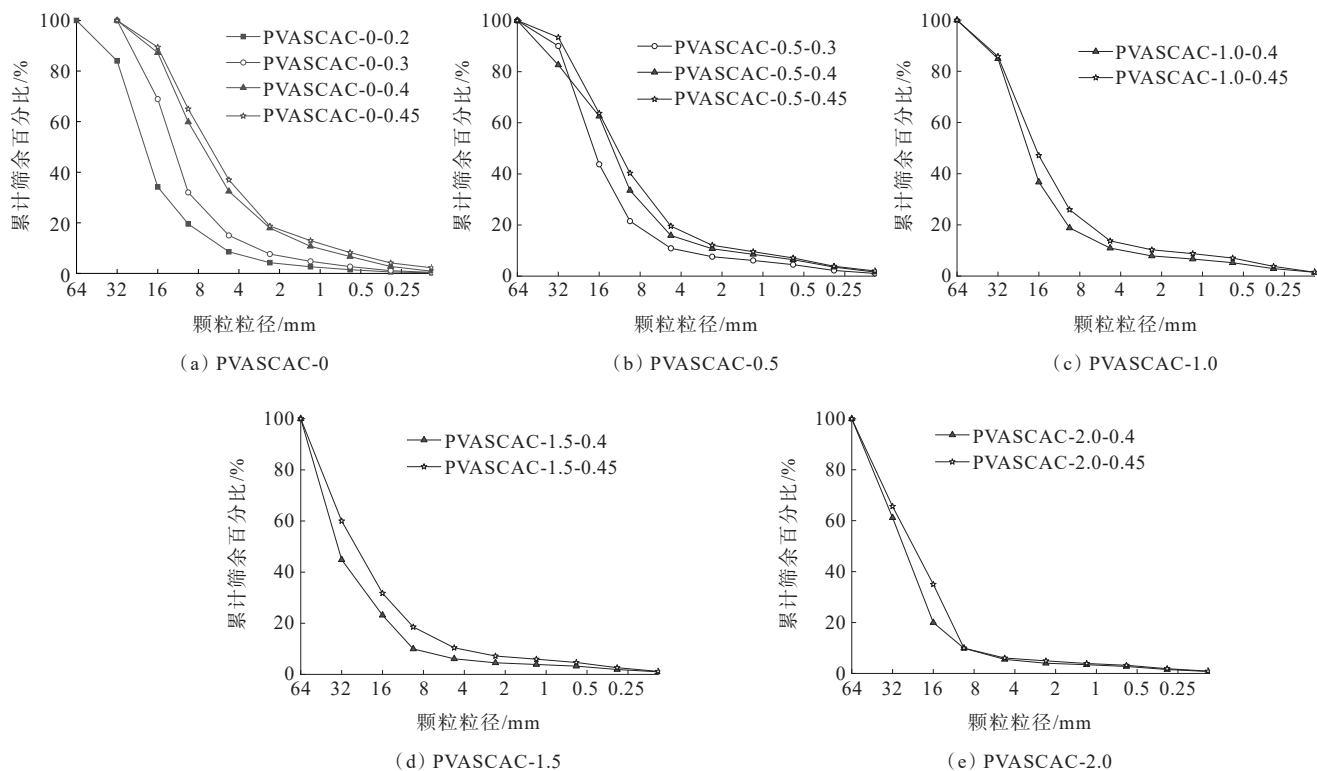 100
80
60
40
20
0
累计筛余百分比/%
PVASCAC-0-0.2
PVASCAC-0-0.3
PVASCAC-0-0.4
PVASCAC-0-0.45
64 32 16 8 4 2 1 0.5 0.25
颗粒粒径/mm
（a）PVASCAC-0
100
80
60
40
20
0
累计筛余百分比/%
PVASCAC-0.5-0.3
PVASCAC-0.5-0.4
PVASCAC-0.5-0.45
64 32 16 8 4 2 1 0.5 0.25
颗粒粒径/mm
（b）PVASCAC-0.5
100
80
60
40
20
0
累计筛余百分比/%
PVASCAC-1.0-0.4
PVASCAC-1.0-0.45
64 32 16 8 4 2 1 0.5 0.25
颗粒粒径/mm
（c）PVASCAC-1.0
100
80
60
40
20
0
累计筛余百分比/%
PVASCAC-1.5-0.4
PVASCAC-1.5-0.45
64 32 16 8 4 2 1 0.5 0.25
颗粒粒径/mm
（d）PVASCAC-1.5
100
80
60
40
20
0
累计筛余百分比/%
PVASCAC-2.0-0.4
PVASCAC-2.0-0.45
64 32 16 8 4 2 1 0.5 0.25
颗粒粒径/mm
（e）PVASCAC-2.0